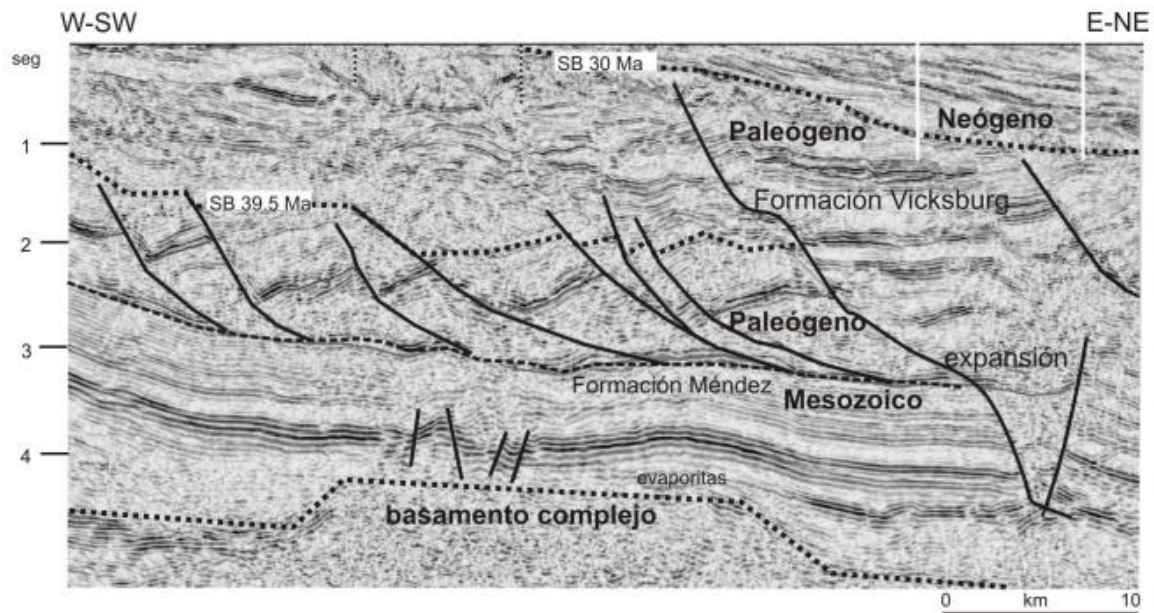 W-SW
E-NE
seg
SB 30 Ma
Paleógeno
Neógeno
1
Formación Vicksburg
SB 39.5 Ma
2
Paleógeno
3
expansión
Formación Méndez
Mesozoico
4
evaporitas
basamento complejo
0 km 10